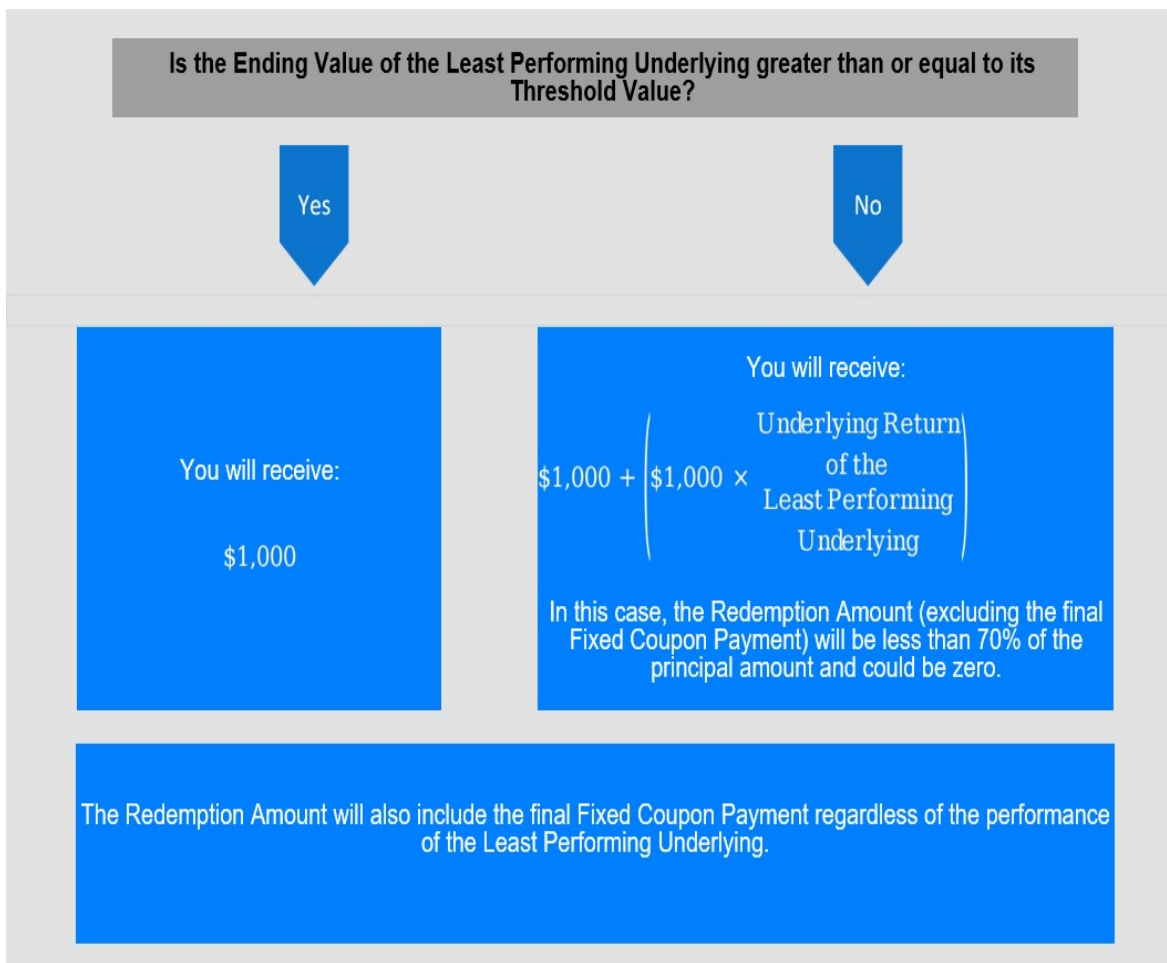 Is the Ending Value of the Least Performing Underlying greater than or equal to its
Threshold Value?
Yes
No
You will receive:
$1,000
You will receive:
$1,000 + ($1,000 × Underlying Return
of the
Least Performing
Underlying)
In this case, the Redemption Amount (excluding the final
Fixed Coupon Payment) will be less than 70% of the
principal amount and could be zero.
The Redemption Amount will also include the final Fixed Coupon Payment regardless of the performance
of the Least Performing Underlying.